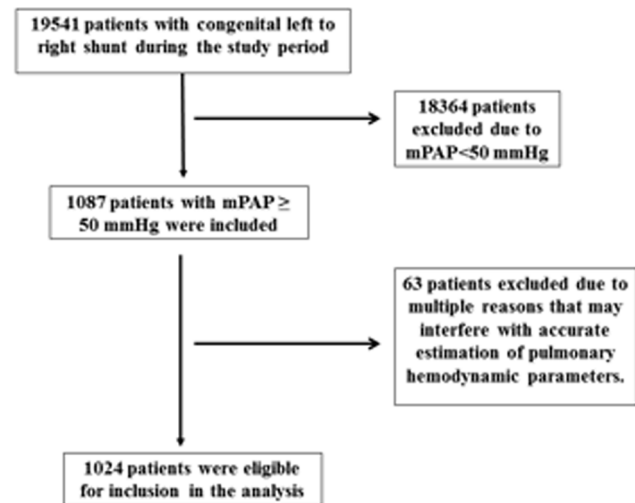 19541 patients with congenital left to
right shunt during the study period
18364 patients
excluded due to
mPAP<50 mmHg
1087 patients with mPAP ≥
50 mmHg were included
63 patients excluded due to
multiple reasons that may
interfere with accurate
estimation of pulmonary
hemodynamic parameters.
1024 patients were eligible
for inclusion in the analysis